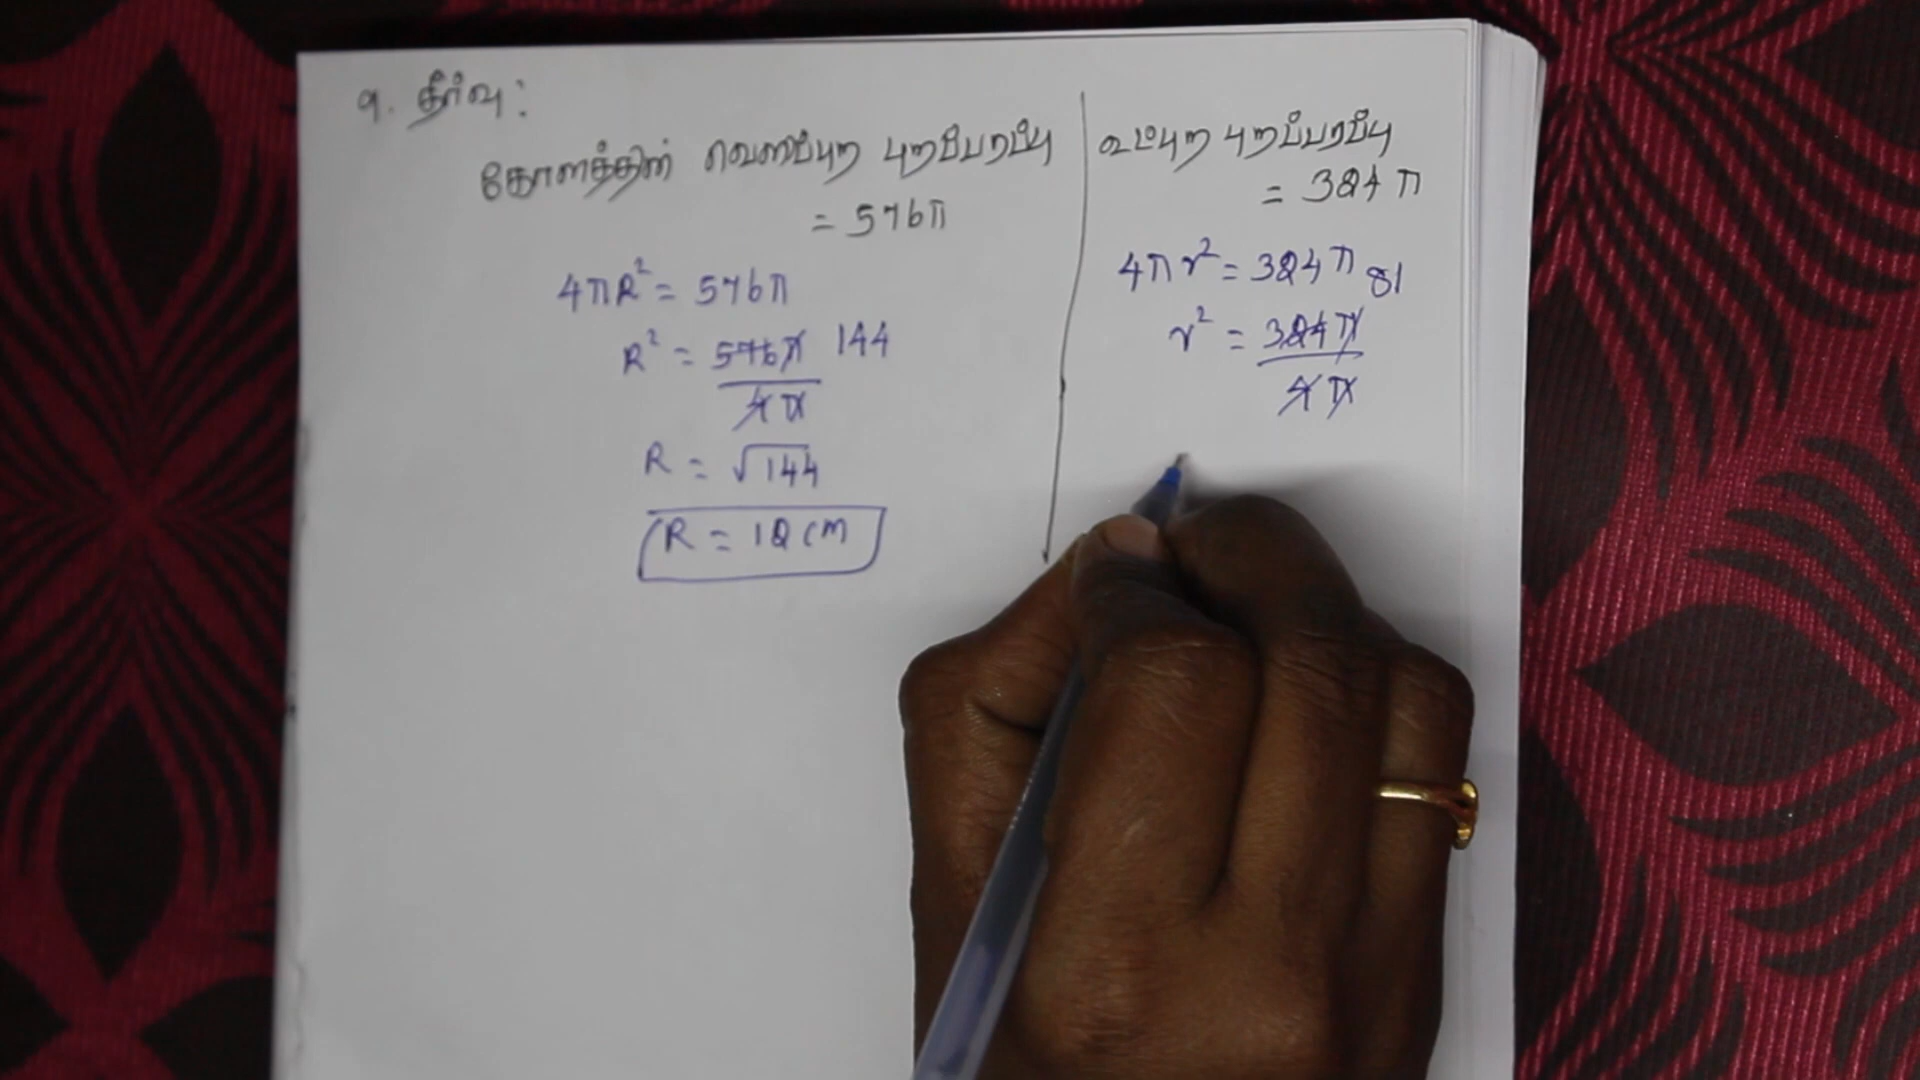 9. தீர்வு:
கோளத்தின் வெளிப்புற புறப்பரப்பு
= 576π
4πR² = 576π
R² = 576π/4π 144
R = √144
R = 12 cm
உட்புற புறப்பரப்பு
= 324π
4πr² = 324π
r² = 324π/4π 81